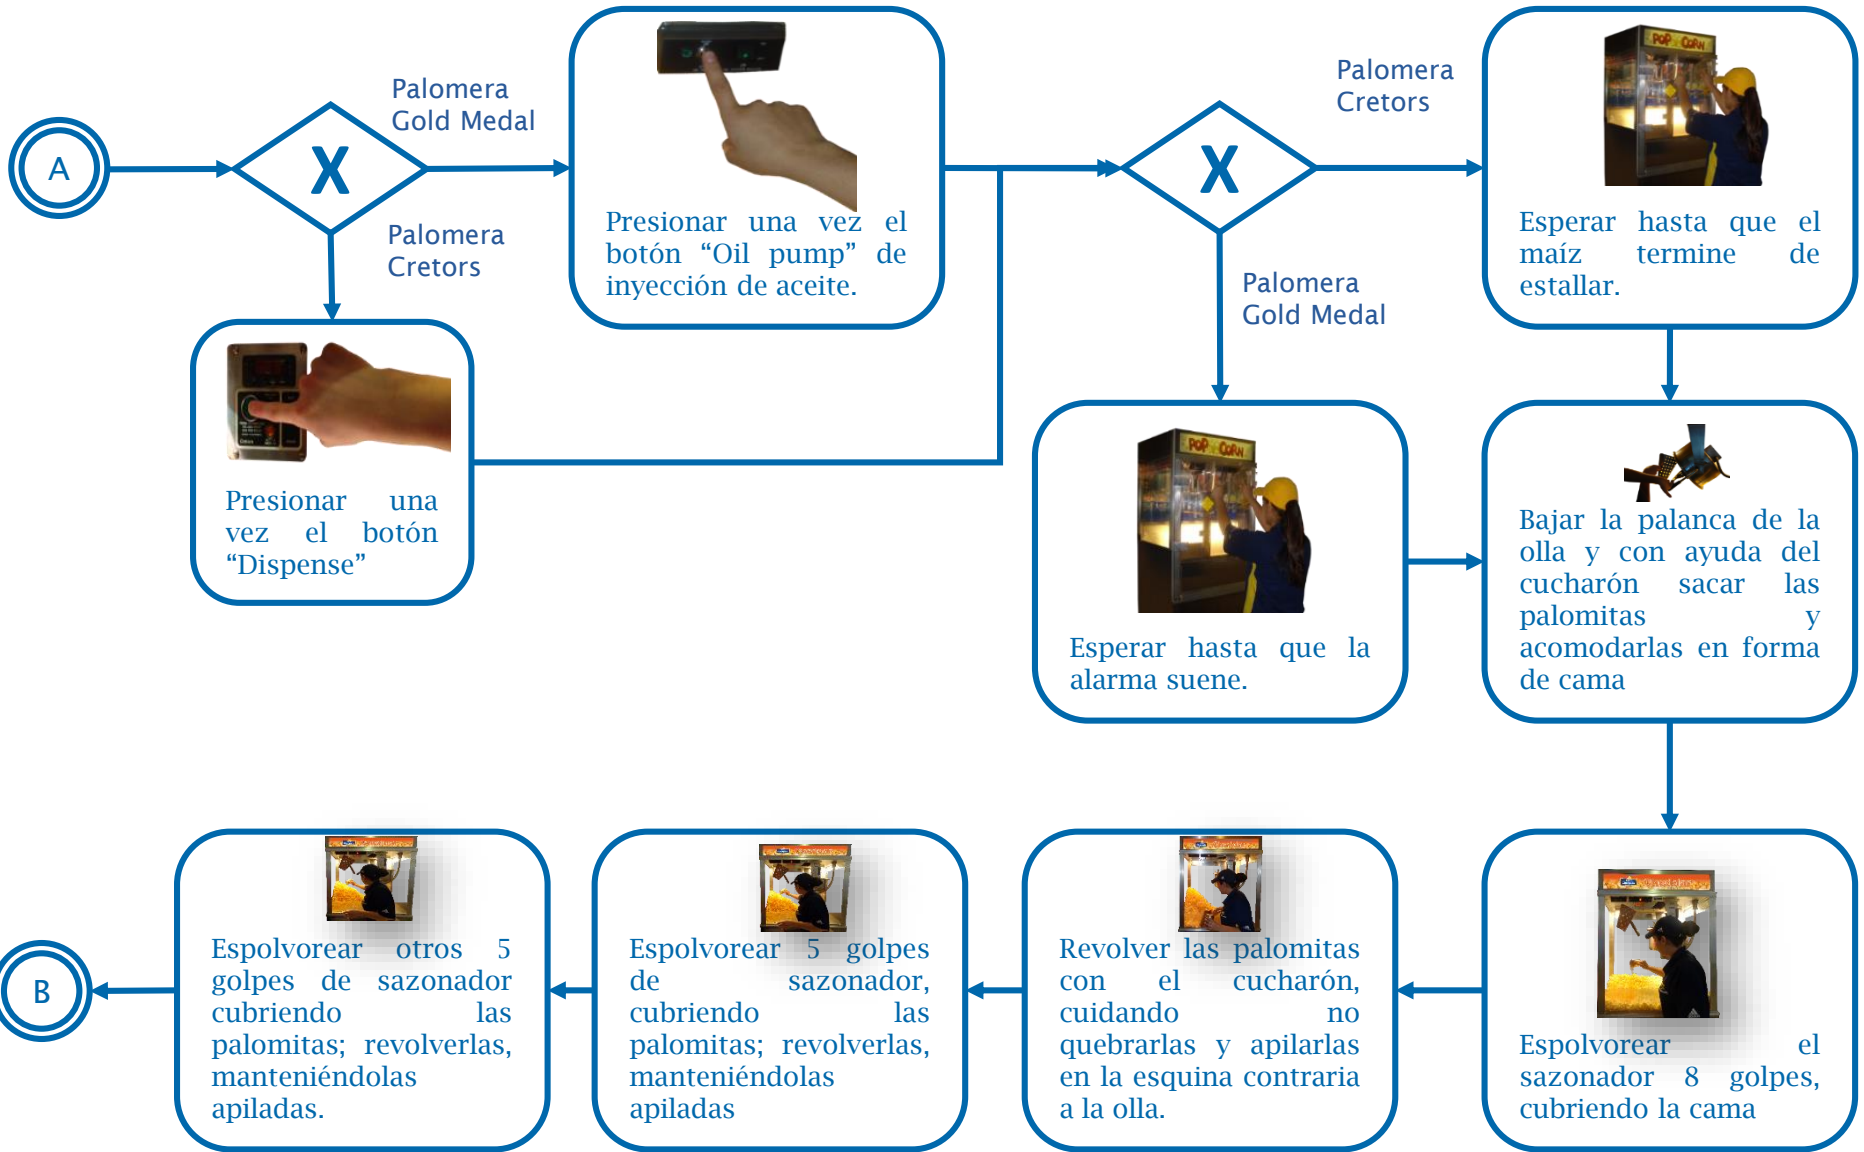 A
X
Palomera
Gold Medal
Palomera
Cretors
Presionar una vez el
botón “Oil pump” de
inyección de aceite.
Presionar una
vez el botón
“Dispense”
X
Palomera
Cretors
Palomera
Gold Medal
POP CORN
Esperar hasta que el
maíz termine de
estallar.
POP CORN
Esperar hasta que la
alarma suene.
Bajar la palanca de la
olla y con ayuda del
cucharón sacar las
palomitas y
acomodarlas en forma
de cama
Espolvorear el
sazonador 8 golpes,
cubriendo la cama
Revolver las palomitas
con el cucharón,
cuidando no
quebrarlas y apilarlas
en la esquina contraria
a la olla.
Espolvorear 5 golpes
de sazonador,
cubriendo las
palomitas; revolverlas,
manteniéndolas
apiladas
Espolvorear otros 5
golpes de sazonador
cubriendo las
palomitas; revolverlas,
manteniéndolas
apiladas.
B